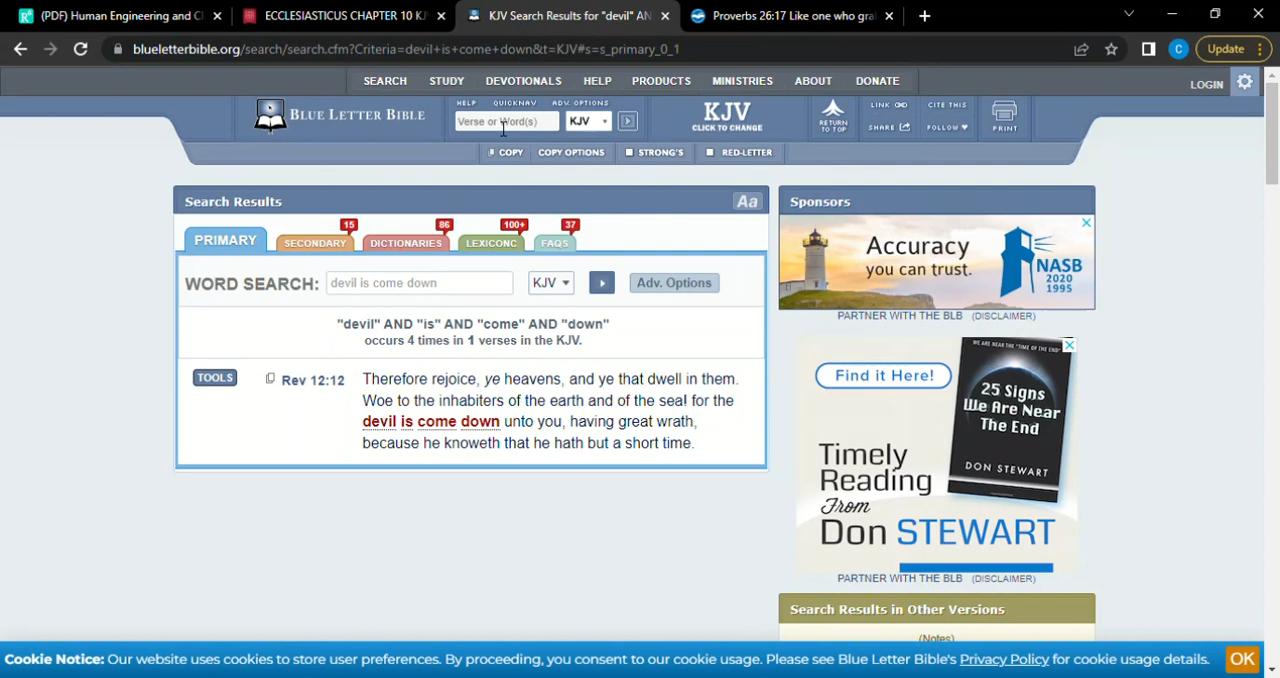 (PDF) Human Engineering and C
ECCLESIASTICUS CHAPTER 10 KJ
KJV Search Results for "devil" AN
Proverbs 26:17 Like one who gra
blueletterbible.org/search/search.cfm?Criteria=devil+is+come+down&t=KJV#s=s_primary_0_1
C
Update
SEARCH STUDY DEVOTIONALS HELP PRODUCTS MINISTRIES ABOUT DONATE
LOGIN
BLUE LETTER BIBLE
HELP QUICKNAV ADV. OPTIONS
Verse or Word(s)
KJV
KJV
CLICK TO CHANGE
RETURN
TO TOP
LINK
CITE THIS
SHARE
FOLLOW
PRINT
COPY COPY OPTIONS STRONG'S RED-LETTER
Search Results
Aa
15 86 100+ 37
PRIMARY SECONDARY DICTIONARIES LEXICONC FAQS
WORD SEARCH: devil is come down KJV Adv. Options
"devil" AND "is" AND "come" AND "down"
occurs 4 times in 1 verses in the KJV.
TOOLS
Rev 12:12
Therefore rejoice, ye heavens, and ye that dwell in them.
Woe to the inhabiters of the earth and of the sea! for the
devil is come down unto you, having great wrath,
because he knoweth that he hath but a short time.
Sponsors
Accuracy
you can trust.
NASB
2020
1995
PARTNER WITH THE BLB (DISCLAIMER)
Find it Here!
WE ARE NEAR THE "TIME OF THE END"
25 Signs
We Are Near
The End
DON STEWART
Timely
Reading
From
Don STEWART
PARTNER WITH THE BLB (DISCLAIMER)
Search Results in Other Versions
(Notes)
Cookie Notice: Our website uses cookies to store user preferences. By proceeding, you consent to our cookie usage. Please see Blue Letter Bible's Privacy Policy for cookie usage details.
OK